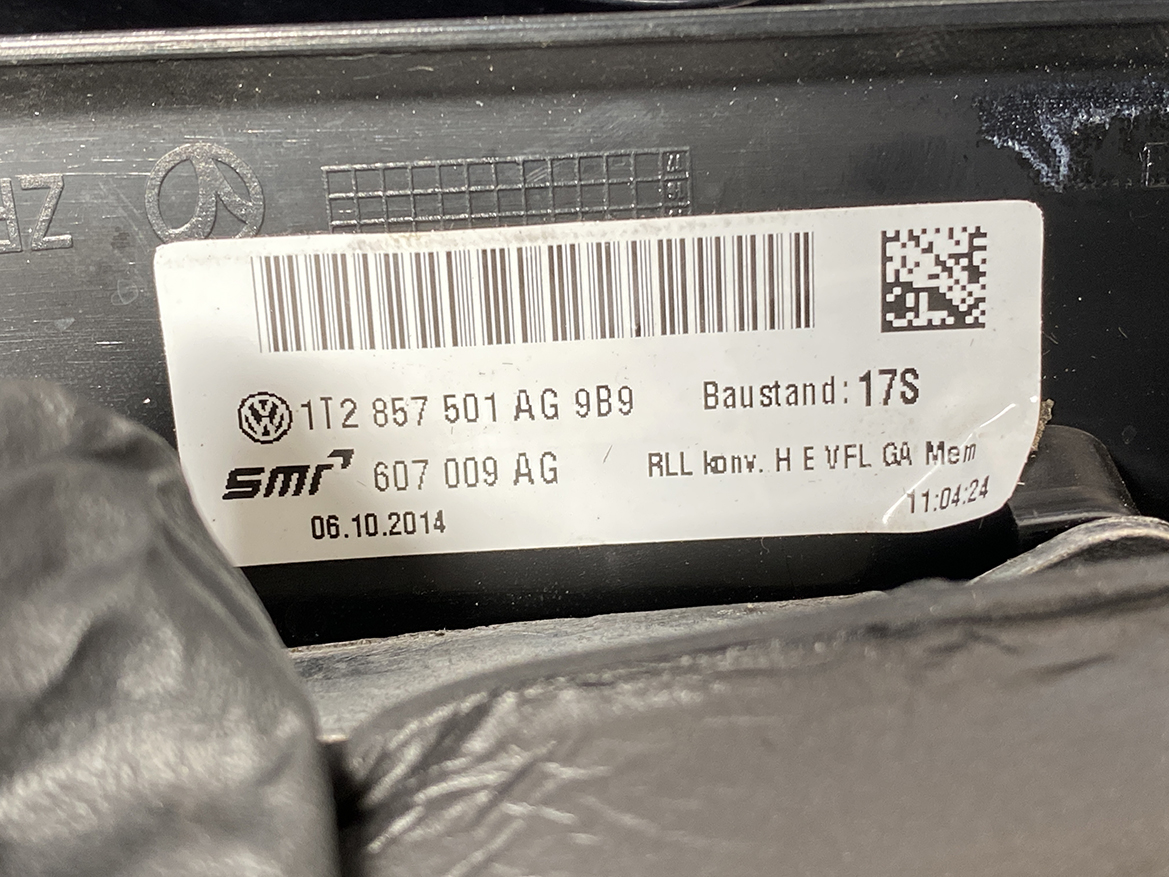 1T2 857 501 AG 9B9 Baustand: 17S
smr 607 009 AG RLL konv. H E VFL GA Mem
06.10.2014 11:04:24